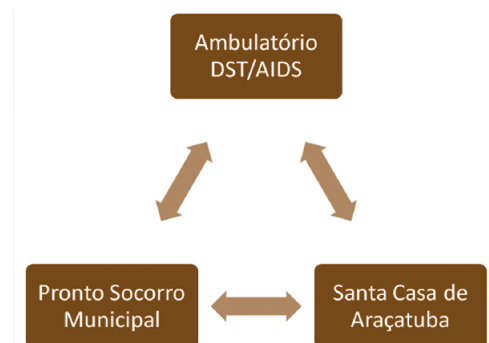 Ambulatório
DST/AIDS
Pronto Socorro
Municipal
Santa Casa de
Araçatuba